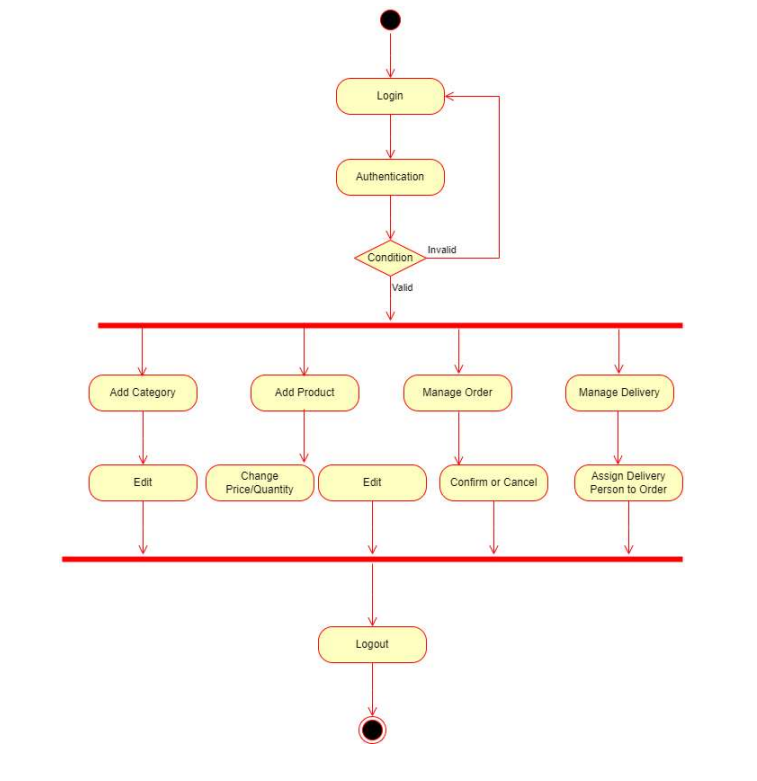 Login
Authentication
Condition
Invalid
Valid
Add Category
Add Product
Manage Order
Manage Delivery
Edit
Change
Price/Quantity
Edit
Confirm or Cancel
Assign Delivery
Person to Order
Logout